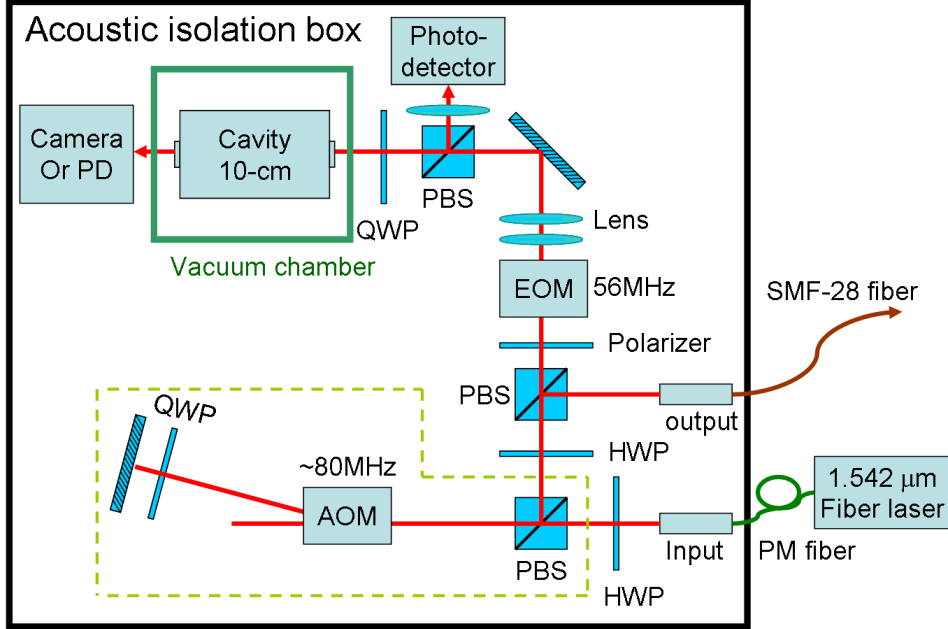 Acoustic isolation box
Photo-
detector
Camera
Or PD
Cavity
10-cm
PBS
QWP
Vacuum chamber
Lens
EOM
56MHz
SMF-28 fiber
Polarizer
PBS
output
QWP
HWP
~80MHz
AOM
1.542 μm
Fiber laser
Input
PM fiber
PBS
HWP